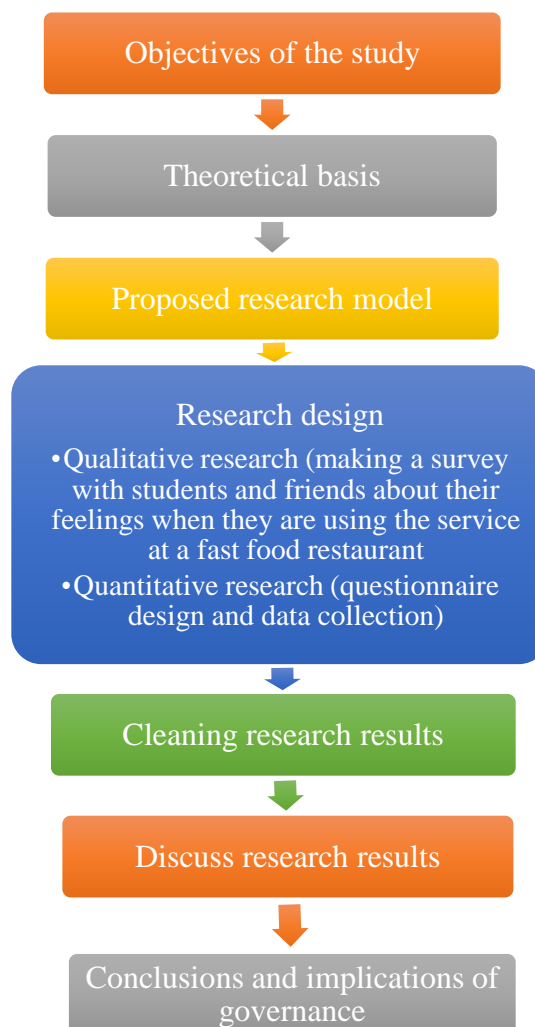 Objectives of the study
Theoretical basis
Proposed research model
Research design
•Qualitative research (making a survey
with students and friends about their
feelings when they are using the service
at a fast food restaurant
•Quantitative research (questionnaire
design and data collection)
Cleaning research results
Discuss research results
Conclusions and implications of
governance